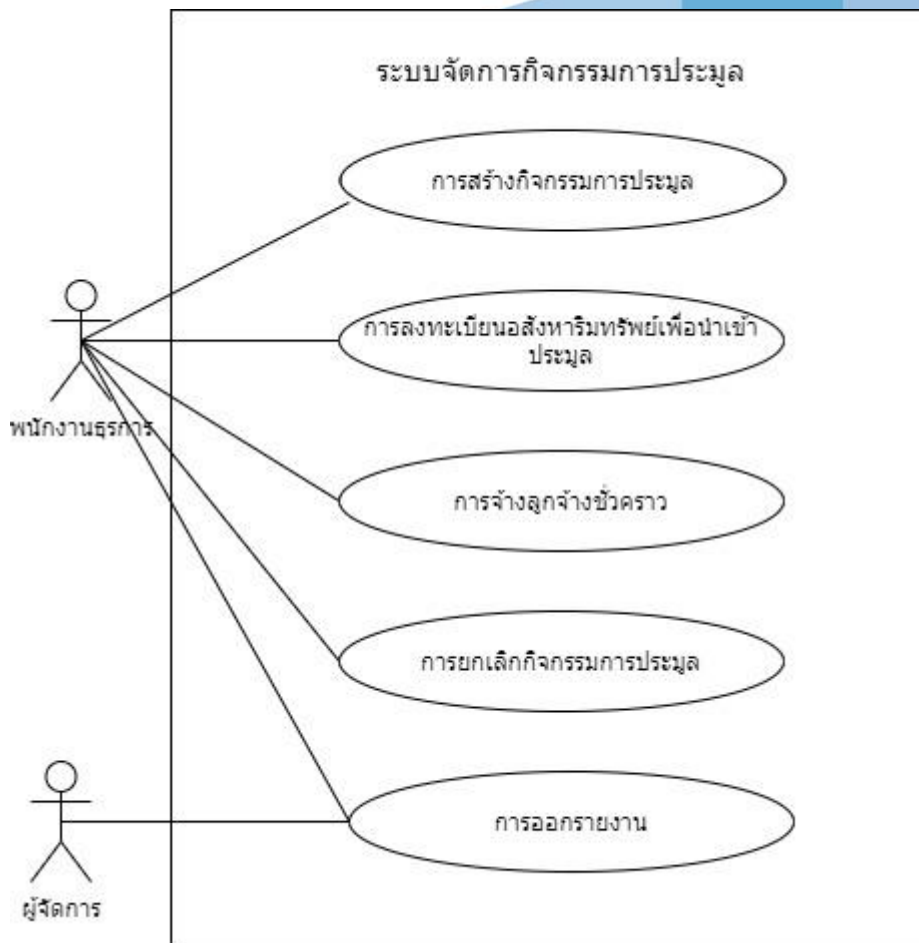 ระบบจัดการกิจกรรมการประมูล
การสร้างกิจกรรมการประมูล
การลงทะเบียนอสังหาริมทรัพย์เพื่อนำเข้า
ประมูล
พนักงานธุรการ
การจ้างลูกจ้างชั่วคราว
การยกเลิกกิจกรรมการประมูล
การออกรายงาน
ผู้จัดการ